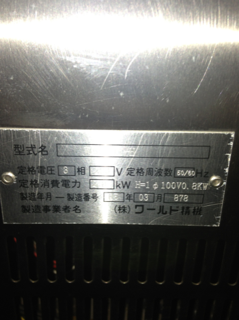 型式名
定格電圧 3 相 V 定格周波数 50/60 Hz
定格消費電力 kW H=1φ100V0.8KW
製造年月ー製造番号 年 03 月 878
製造事業者名 (株) ワールド精機